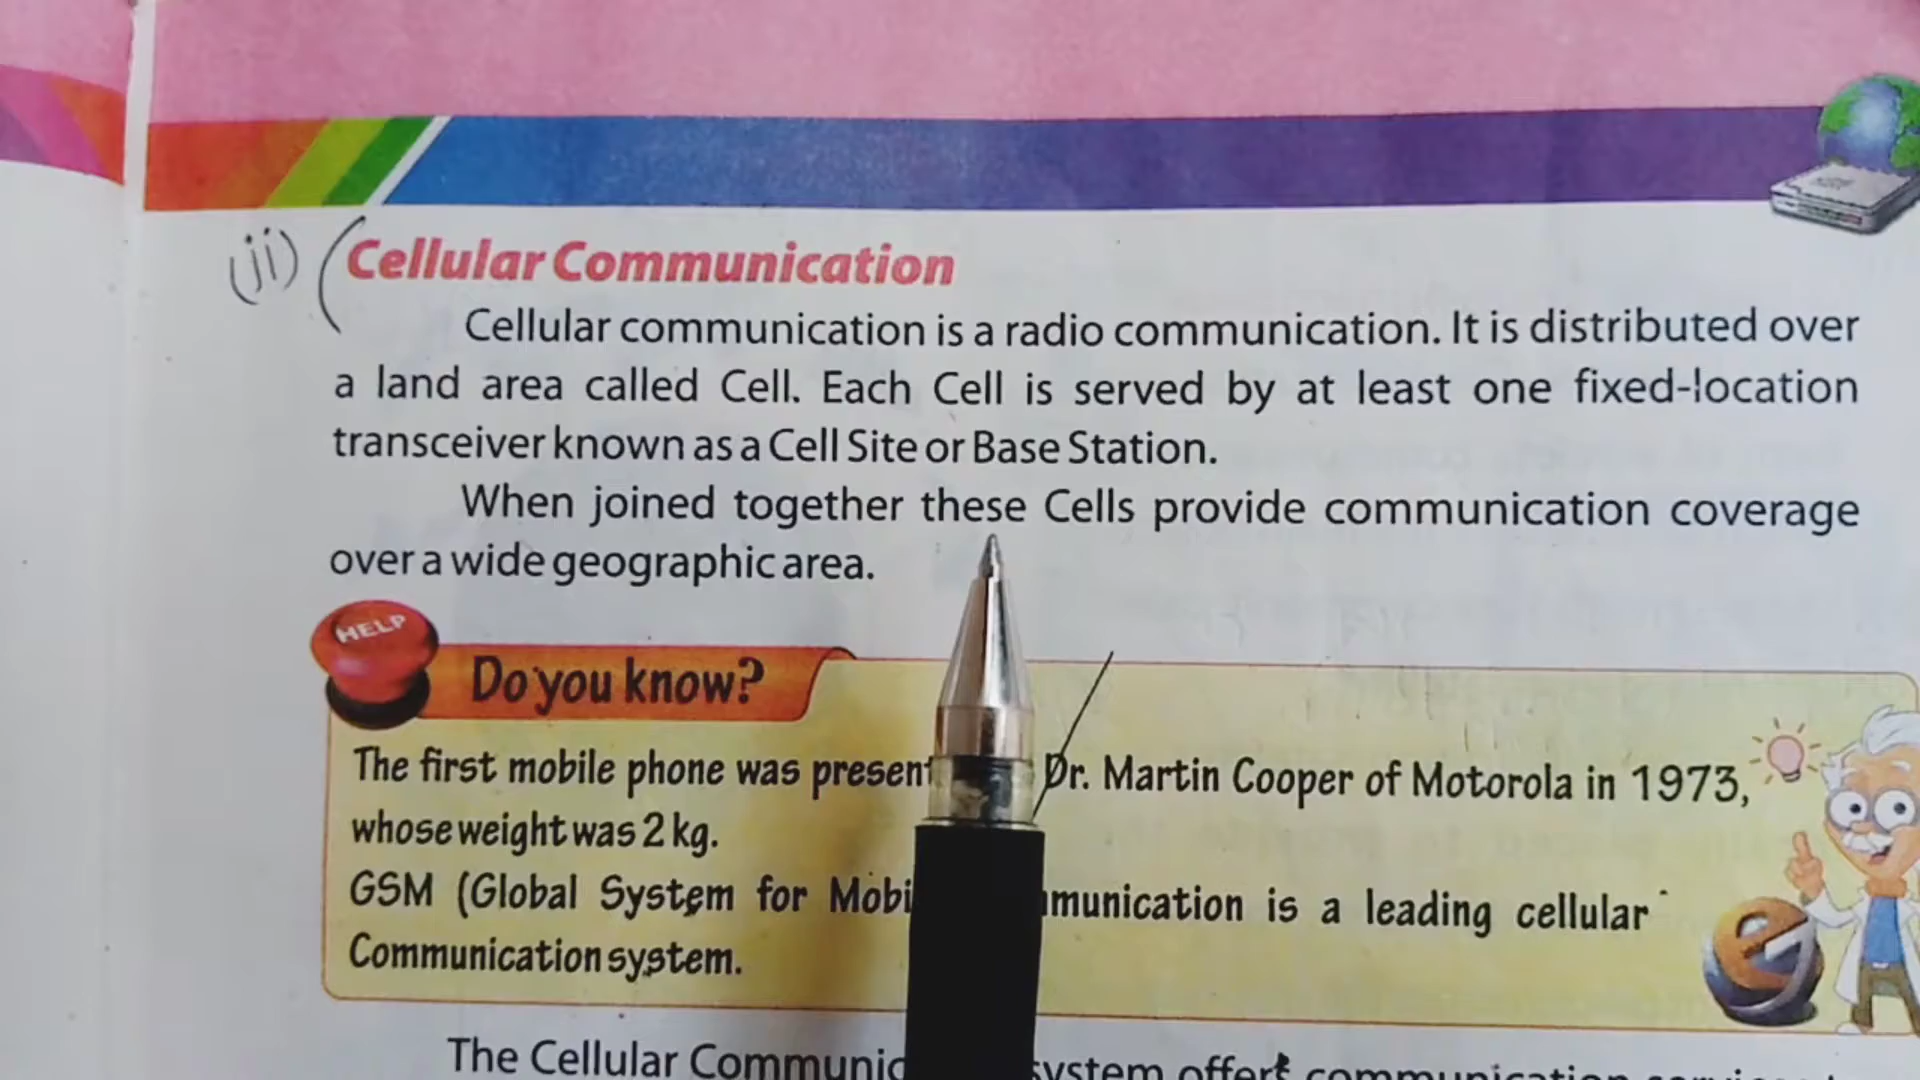 (ii) Cellular Communication
Cellular communication is a radio communication. It is distributed over
a land area called Cell. Each Cell is served by at least one fixed-location
transceiver known as a Cell Site or Base Station.
When joined together these Cells provide communication coverage
over a wide geographic area.
HELP
Do you know?
The first mobile phone was Dr. Martin Cooper of Motorola in 1973,
whose weight was 2 kg.
GSM (Global System for is a leading cellular
Communication system.
The Cellular communication